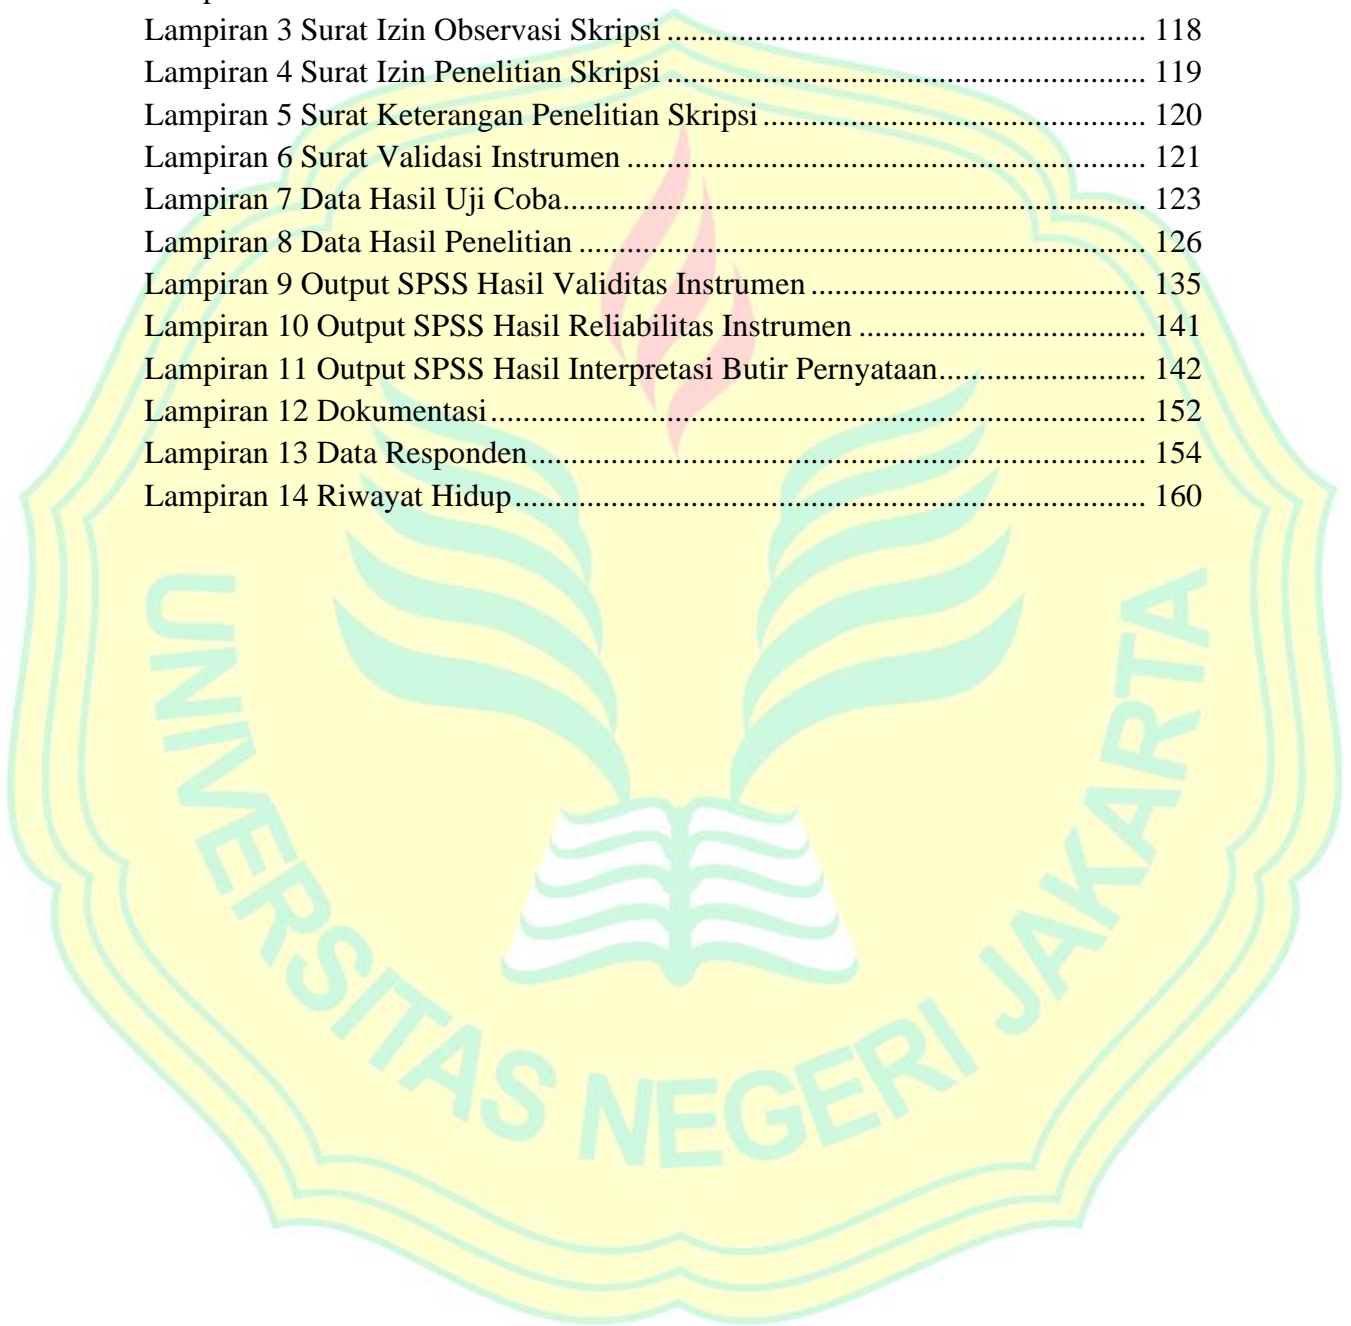 Lampiran 3 Surat Izin Observasi Skripsi ............................................................ 118
Lampiran 4 Surat Izin Penelitian Skripsi ............................................................ 119
Lampiran 5 Surat Keterangan Penelitian Skripsi ................................................ 120
Lampiran 6 Surat Validasi Instrumen ................................................................. 121
Lampiran 7 Data Hasil Uji Coba......................................................................... 123
Lampiran 8 Data Hasil Penelitian ....................................................................... 126
Lampiran 9 Output SPSS Hasil Validitas Instrumen .......................................... 135
Lampiran 10 Output SPSS Hasil Reliabilitas Instrumen .................................... 141
Lampiran 11 Output SPSS Hasil Interpretasi Butir Pernyataan.......................... 142
Lampiran 12 Dokumentasi.................................................................................. 152
Lampiran 13 Data Responden............................................................................. 154
Lampiran 14 Riwayat Hidup............................................................................... 160
UNIVERSITAS NEGERI JAKARTA